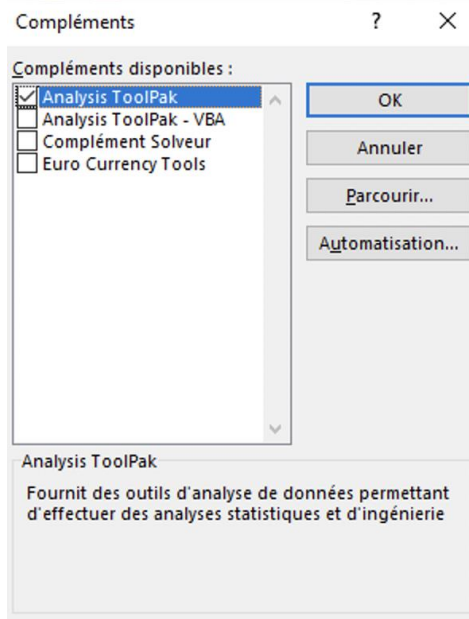 Compléments ? ×
Compléments disponibles :
Analysis ToolPak
Analysis ToolPak - VBA
Complément Solveur
Euro Currency Tools
OK
Annuler
Parcourir...
Automatisation...
Analysis ToolPak
Fournit des outils d'analyse de données permettant
d'effectuer des analyses statistiques et d'ingénierie